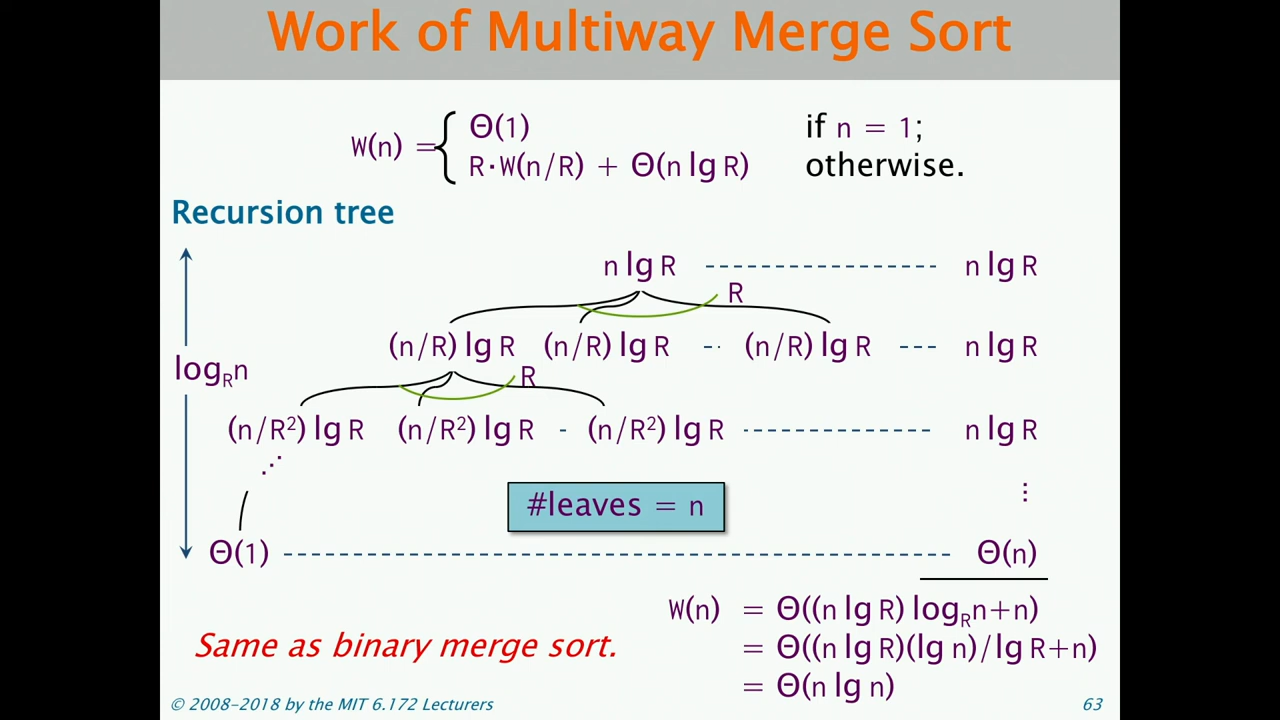 Work of Multiway Merge Sort
W(n) = { Θ(1) if n = 1;
R·W(n/R) + Θ(n lg R) otherwise.
Recursion tree
n lg R n lg R
R
(n/R) lg R (n/R) lg R (n/R) lg R n lg R
log_R n
R
(n/R²) lg R (n/R²) lg R (n/R²) lg R n lg R
⋰
#leaves = n ⋮
Θ(1) Θ(n)
W(n) = Θ((n lg R) log_R n+n)
Same as binary merge sort. = Θ((n lg R)(lg n)/lg R+n)
= Θ(n lg n)
© 2008-2018 by the MIT 6.172 Lecturers 63